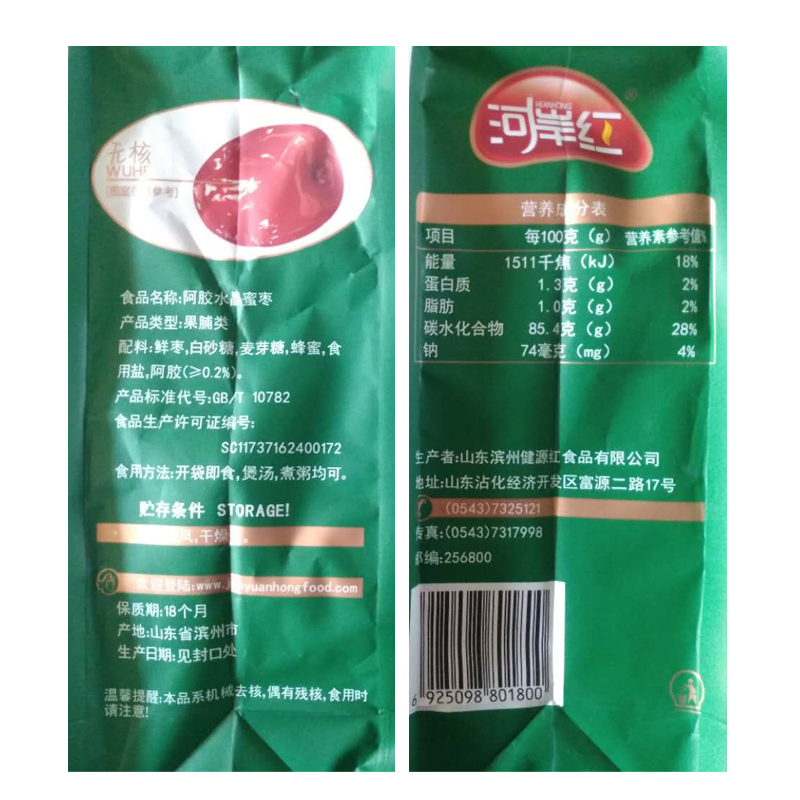 无核
WUHE
食品名称:阿胶水晶蜜枣
产品类型:果脯类
配料:鲜枣,白砂糖,麦芽糖,蜂蜜,食
用盐,阿胶(≥0.2%)。
产品标准代号:GB/T 10782
食品生产许可证编号:
SC11737162400172
食用方法:开袋即食,煲汤,煮粥均可。
贮存条件 STORAGE!
风,干燥
欢迎登陆:www.jianyuanhongfood.com
保质期:18个月
产地:山东省滨州市
生产日期:见封口处
温馨提醒:本品系机械去核,偶有残核,食用时
请注意!
HEANHONG
河岸红®
营养成分表
项目 每100克(g) 营养素参考值%
能量 1511千焦(kJ) 18%
蛋白质 1.3克(g) 2%
脂肪 1.0克(g) 2%
碳水化合物 85.4克(g) 28%
钠 74毫克(mg) 4%
生产者:山东滨州健源红食品有限公司
地址:山东沾化经济开发区富源二路17号
(0543)7325121
传真:(0543)7317998
邮编:256800
6 925098 801800